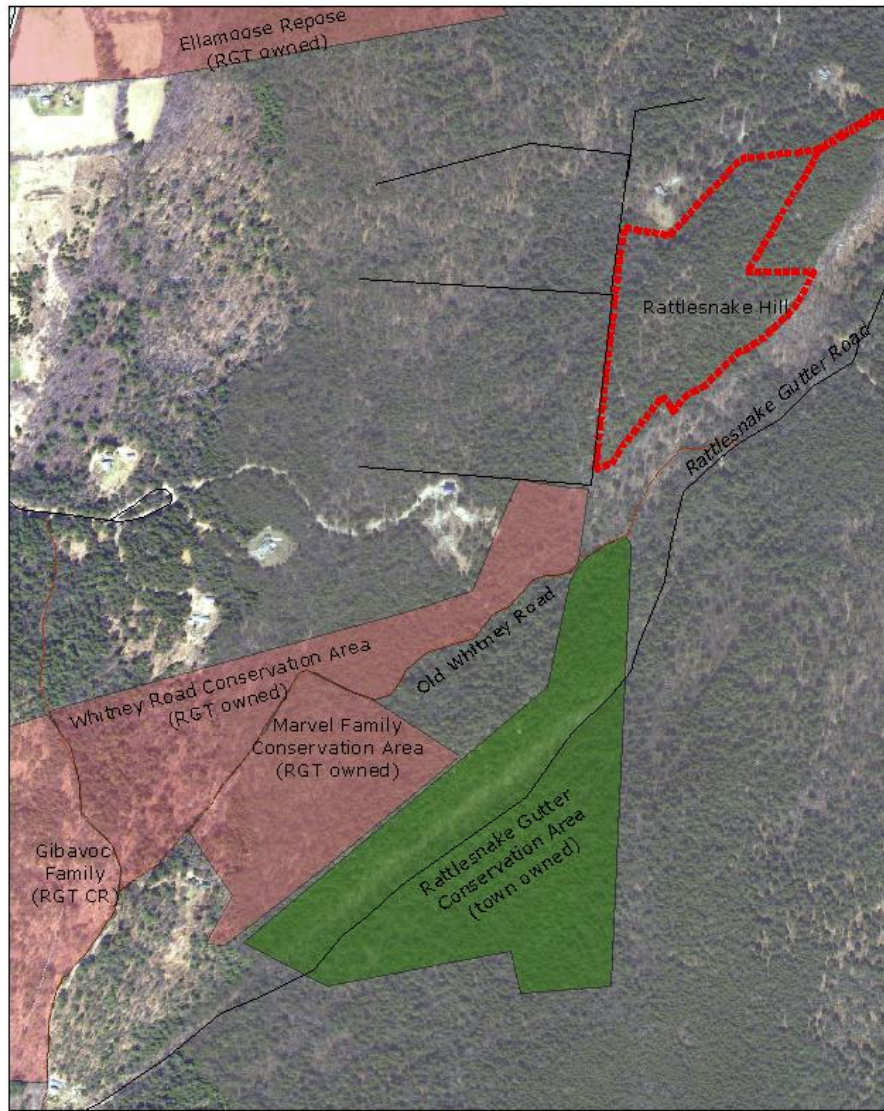 Ellamoose Repose
(RGT owned)
Rattlesnake Hill
Rattlesnake Gutter Road
Old Whitney Road
Whitney Road Conservation Area
(RGT owned)
Marvel Family
Conservation Area
(RGT owned)
Gibavoc
Family
(RGT CR)
Rattlesnake Gutter
Conservation Area
(town owned)